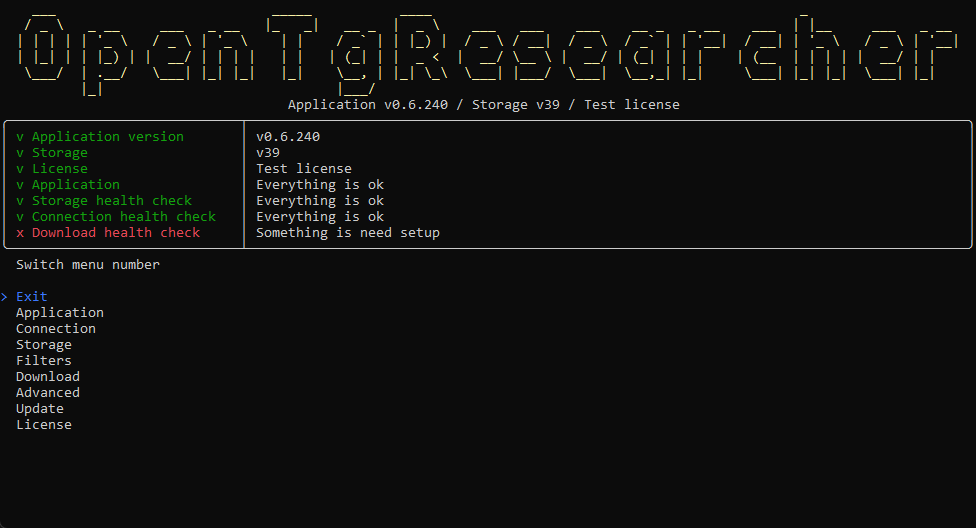 OpenTgResearcher
Application v0.6.240 / Storage v39 / Test license
v Application version v0.6.240
v Storage v39
v License Test license
v Application Everything is ok
v Storage health check Everything is ok
v Connection health check Everything is ok
x Download health check Something is need setup
Switch menu number
> Exit
Application
Connection
Storage
Filters
Download
Advanced
Update
License